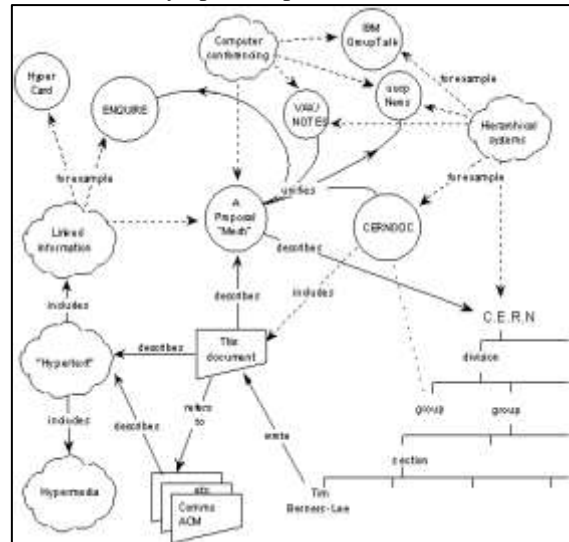 IBM
GroupTalk
Computer
conferencing
Hyper
Card
ENQUIRE
uucp
News
VAX/
NOTES
for example
Hierarchical
systems
for example
unifies
for example
A
Proposal
"Mesh"
CERNDOC
Linked
information
describes
C.E.R.N
includes
describes
includes
division
"Hypertext"
describes
This
document
group
group
refers
to
includes
describes
wrote
section
Hypermedia
etc
Comms
ACM
Tim
Berners-Lee